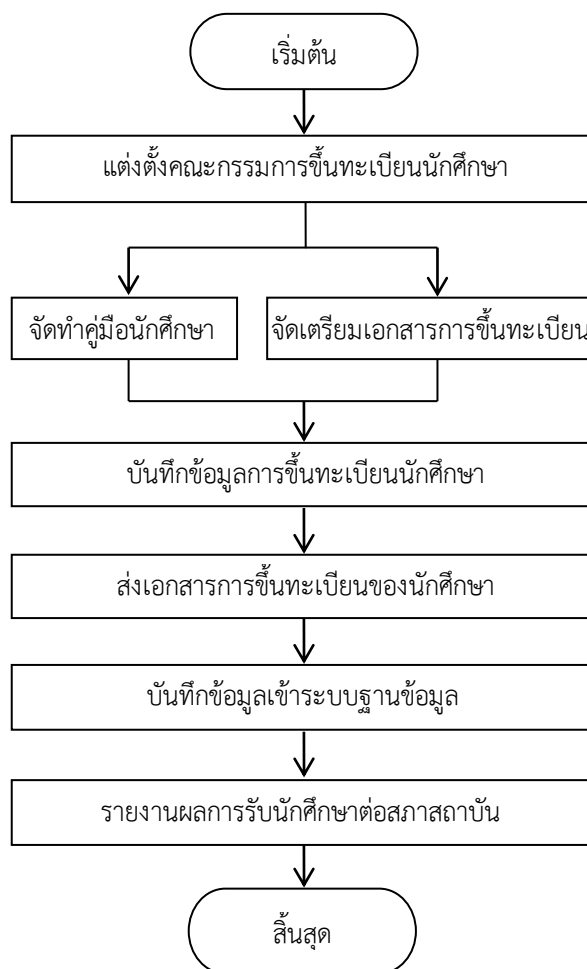 เริ่มต้น
แต่งตั้งคณะกรรมการขึ้นทะเบียนนักศึกษา
จัดทำคู่มือนักศึกษา
จัดเตรียมเอกสารการขึ้นทะเบียน
บันทึกข้อมูลการขึ้นทะเบียนนักศึกษา
ส่งเอกสารการขึ้นทะเบียนของนักศึกษา
บันทึกข้อมูลเข้าระบบฐานข้อมูล
รายงานผลการรับนักศึกษาต่อสภาสถาบัน
สิ้นสุด